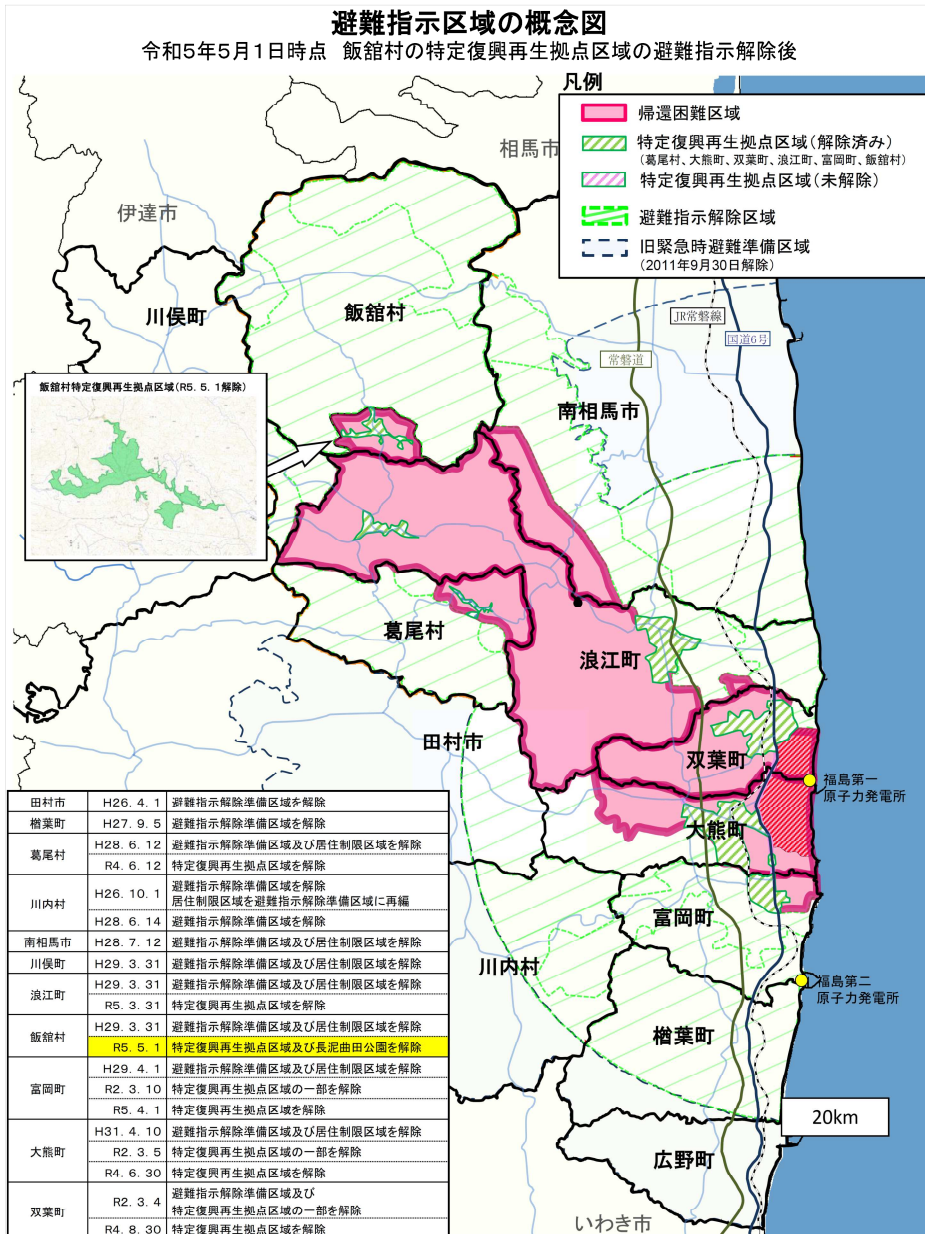 避難指示区域の概念図
令和5年5月1日時点　飯舘村の特定復興再生拠点区域の避難指示解除後
凡例
帰還困難区域
特定復興再生拠点区域(解除済み)
(葛尾村、大熊町、双葉町、浪江町、富岡町、飯舘村)
特定復興再生拠点区域(未解除)
避難指示解除区域
旧緊急時避難準備区域
(2011年9月30日解除)
相馬市
伊達市
川俣町
飯舘村
JR常磐線
国道6号
常磐道
飯舘村特定復興再生拠点区域(R5.5.1解除)
南相馬市
葛尾村
浪江町
田村市
双葉町
福島第一
原子力発電所
大熊町
富岡町
川内村
福島第二
原子力発電所
楢葉町
20km
広野町
いわき市
田村市 H26.4.1 避難指示解除準備区域を解除
楢葉町 H27.9.5 避難指示解除準備区域を解除
葛尾村 H28.6.12 避難指示解除準備区域及び居住制限区域を解除
R4.6.12 特定復興再生拠点区域を解除
川内村 H26.10.1 避難指示解除準備区域を解除
居住制限区域を避難指示解除準備区域に再編
H28.6.14 避難指示解除準備区域を解除
南相馬市 H28.7.12 避難指示解除準備区域及び居住制限区域を解除
川俣町 H29.3.31 避難指示解除準備区域及び居住制限区域を解除
浪江町 H29.3.31 避難指示解除準備区域及び居住制限区域を解除
R5.3.31 特定復興再生拠点区域を解除
飯舘村 H29.3.31 避難指示解除準備区域及び居住制限区域を解除
R5.5.1 特定復興再生拠点区域及び長泥曲田公園を解除
富岡町 H29.4.1 避難指示解除準備区域及び居住制限区域を解除
R2.3.10 特定復興再生拠点区域の一部を解除
R5.4.1 特定復興再生拠点区域を解除
大熊町 H31.4.10 避難指示解除準備区域及び居住制限区域を解除
R2.3.5 特定復興再生拠点区域の一部を解除
R4.6.30 特定復興再生拠点区域を解除
双葉町 R2.3.4 避難指示解除準備区域及び
特定復興再生拠点区域の一部を解除
R4.8.30 特定復興再生拠点区域を解除